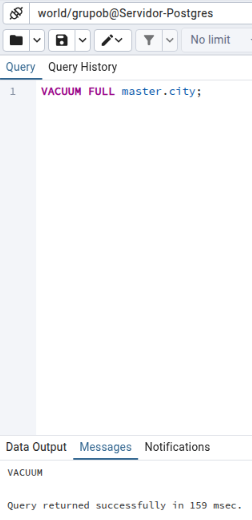 world/grupob@Servidor-Postgres
No limit
Query Query History
1 VACUUM FULL master.city;
Data Output Messages Notifications
VACUUM
Query returned successfully in 159 msec.